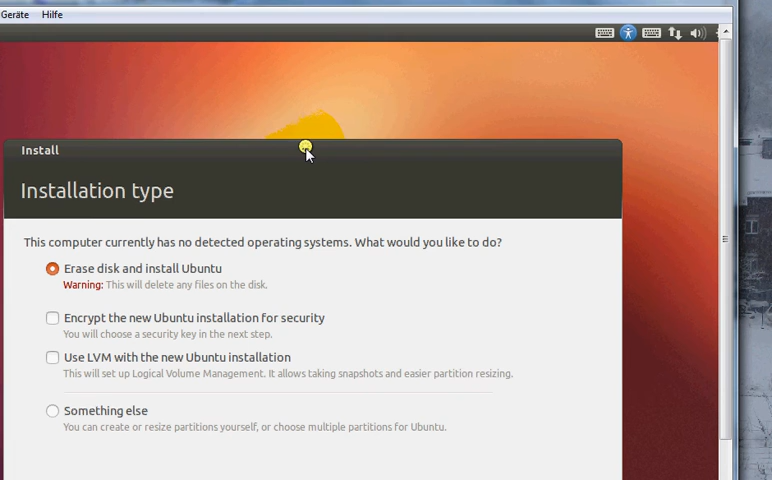 Geräte Hilfe
Install
Installation type
This computer currently has no detected operating systems. What would you like to do?
Erase disk and install Ubuntu
Warning: This will delete any files on the disk.
Encrypt the new Ubuntu installation for security
You will choose a security key in the next step.
Use LVM with the new Ubuntu installation
This will set up Logical Volume Management. It allows taking snapshots and easier partition resizing.
Something else
You can create or resize partitions yourself, or choose multiple partitions for Ubuntu.